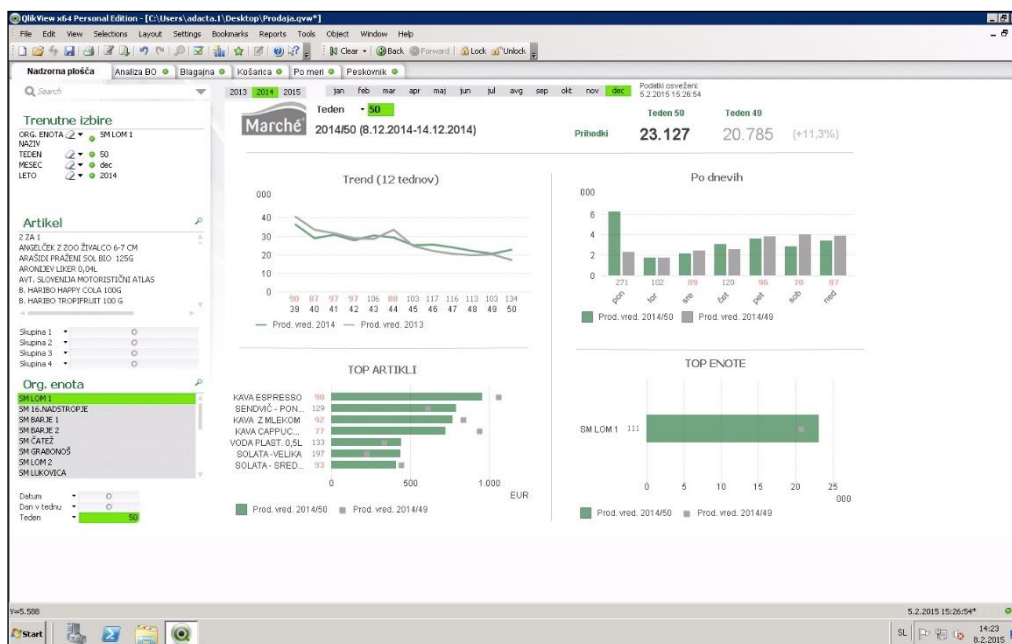 QlikView x64 Personal Edition - [C:\Users\adacta.1\Desktop\Prodaja.qvw*]
File Edit View Selections Layout Settings Bookmarks Reports Tools Object Window Help
Clear Back Forward Lock Unlock
Nadzorna plošča Analiza BO Blagajna Košarica Po meri Peskovnik
Search
2013 2014 2015 jan feb mar apr maj jun jul avg sep okt nov dec
Podatki osveženi:
5.2.2015 15:26:54
Trenutne izbire
ORG. ENOTA NAZIV SM LOM 1
TEDEN 50
MESEC dec
LETO 2014
Marché
Teden 50
2014/50 (8.12.2014-14.12.2014)
Teden 50 Teden 49
Prihodki 23.127 20.785 (+11,3%)
Artikel
2 ZA 1
ANGELČEK Z ZOO ŽIVALCO 6-7 CM
ARAŠIDI PRAŽENI SOL BIO 125G
ARONIJEV LIKER 0,04L
AVT. SLOVENIJA MOTORISTIČNI ATLAS
B. HARIBO HAPPY COLA 100G
B. HARIBO TROPIFRUIT 100 G
Skupina 1
Skupina 2
Skupina 3
Skupina 4
Org. enota
SM LOM 1
SM 16.NADSTROPJE
SM BARJE 1
SM BARJE 2
SM ČATEŽ
SM GRABONOŠ
SM LOM 2
SM LUKOVICA
Datum
Dan v tednu
Teden 50
Trend (12 tednov)
000
40
30
20
10
0
90 87 97 97 106 88 103 117 116 113 103 134
39 40 41 42 43 44 45 46 47 48 49 50
Prod. vred. 2014 Prod. vred. 2013
Po dnevih
000
6
4
2
0
271 102 89 120 96 70 87
pon tor sre čet pet sob ned
Prod. vred. 2014/50 Prod. vred. 2014/49
TOP ARTIKLI
KAVA ESPRESSO 90
SENDVIČ - PON... 129
KAVA Z MLEKOM 92
KAVA CAPPUC... 77
VODA PLAST. 0,5L 133
SOLATA -VELIKA 197
SOLATA - SRED... 93
0 500 1.000
EUR
Prod. vred. 2014/50 Prod. vred. 2014/49
TOP ENOTE
SM LOM 1 111
0 5 10 15 20 25
000
Prod. vred. 2014/50 Prod. vred. 2014/49
Y=5.588 5.2.2015 15:26:54*
Start SL 14:23
8.2.2015